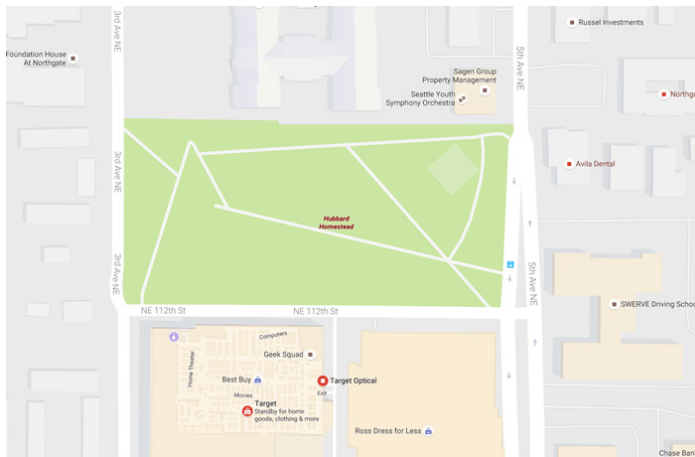 3rd Ave NE
Foundation House
At Northgate
5th Ave NE
Russel Investments
Sagen Group
Property Management
Seattle Youth
Symphony Orchestra
3rd Ave NE
Avila Dental
Hubbard
Homestead
3rd Ave NE
5th Ave NE
NE 112th St
NE 112th St
SWERVE Driving Schoo
Computers
Home Theater
Geek Squad
Best Buy
Target Optical
Movies
Exit
Target
Standby for home
goods, clothing & more
Ross Dress for Less
Chase Ban